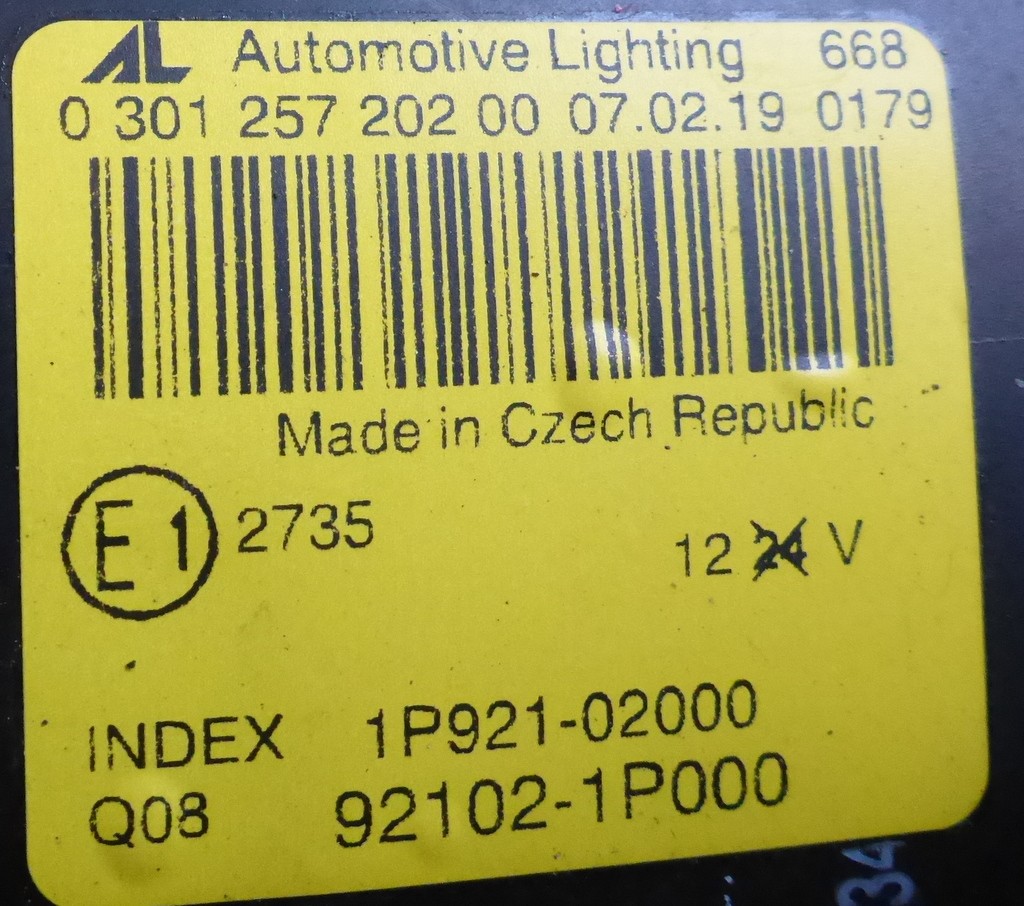 AL Automotive Lighting 668
0 301 257 202 00 07.02.19 0179
Made in Czech Republic
E1 2735
12 24 V
INDEX 1P921-02000
Q08 92102-1P000
34